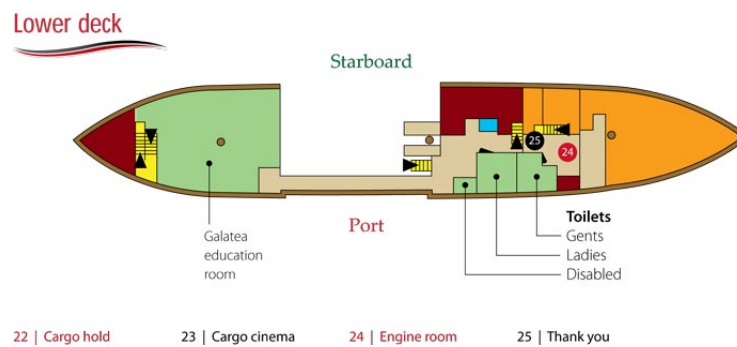 Lower deck
Starboard
25
24
Port
Galatea
education
room
Toilets
Gents
Ladies
Disabled
22 | Cargo hold 23 | Cargo cinema 24 | Engine room 25 | Thank you